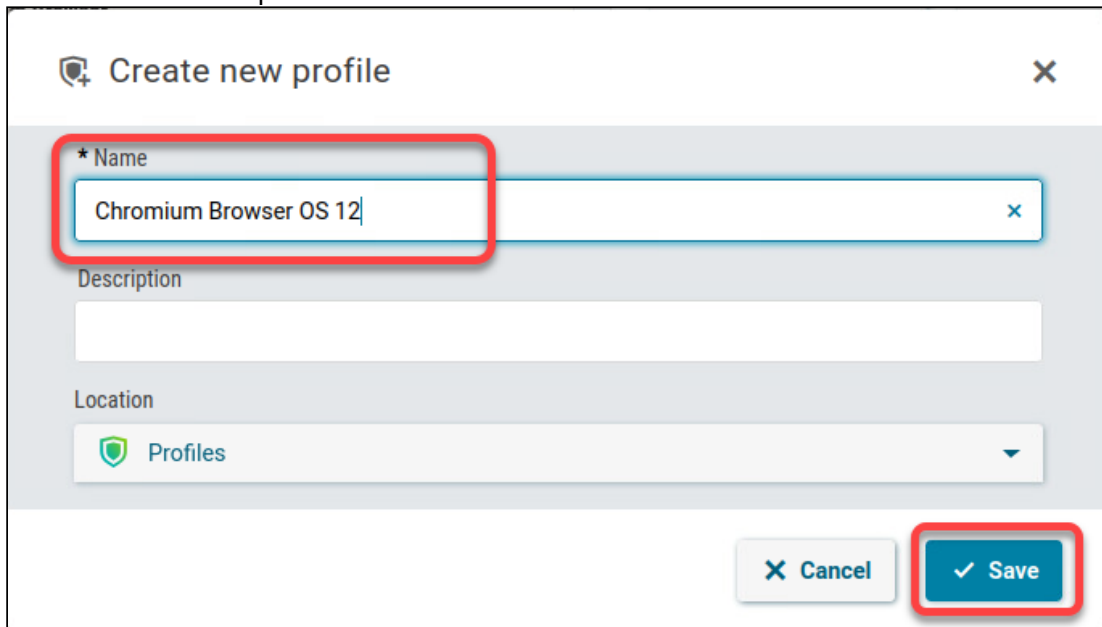 Create new profile
* Name
Chromium Browser OS 12
Description
Location
Profiles
Cancel
Save